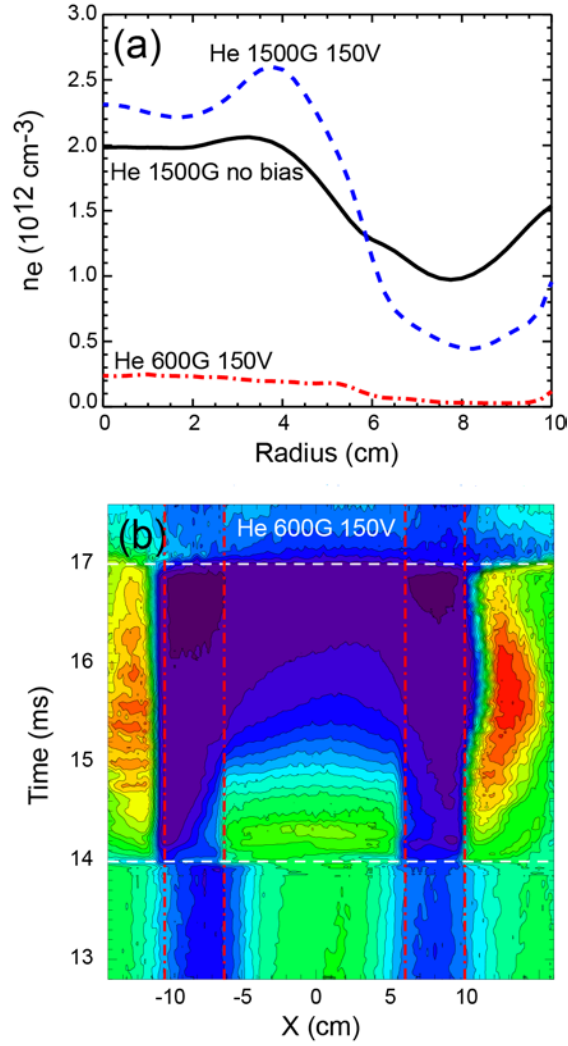 (a)
He 1500G 150V
He 1500G no bias
He 600G 150V
ne (10^12 cm-3)
3.0
2.5
2.0
1.5
1.0
0.5
0.0
0 2 4 6 8 10
Radius (cm)
(b)
He 600G 150V
Time (ms)
17
16
15
14
13
-10 -5 0 5 10
X (cm)